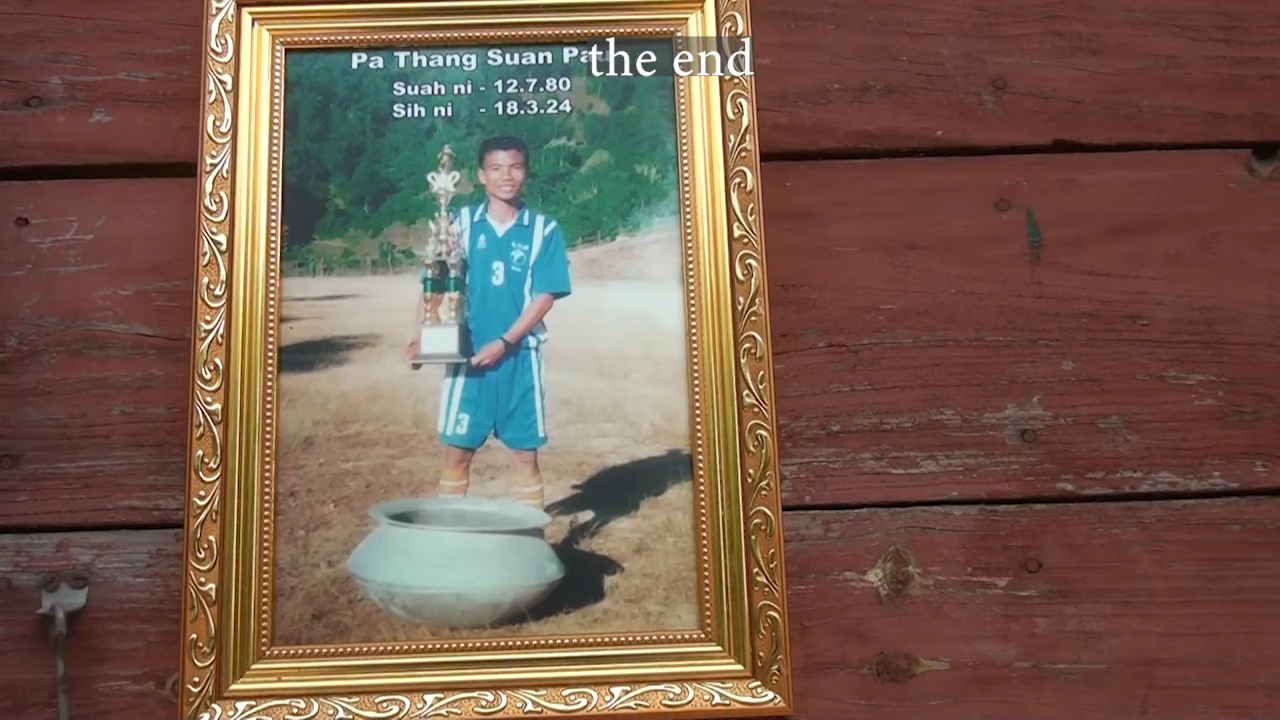 Pa Thang Suan
the end
Suah ni - 12.7.80
Sih ni - 18.3.24
3
3